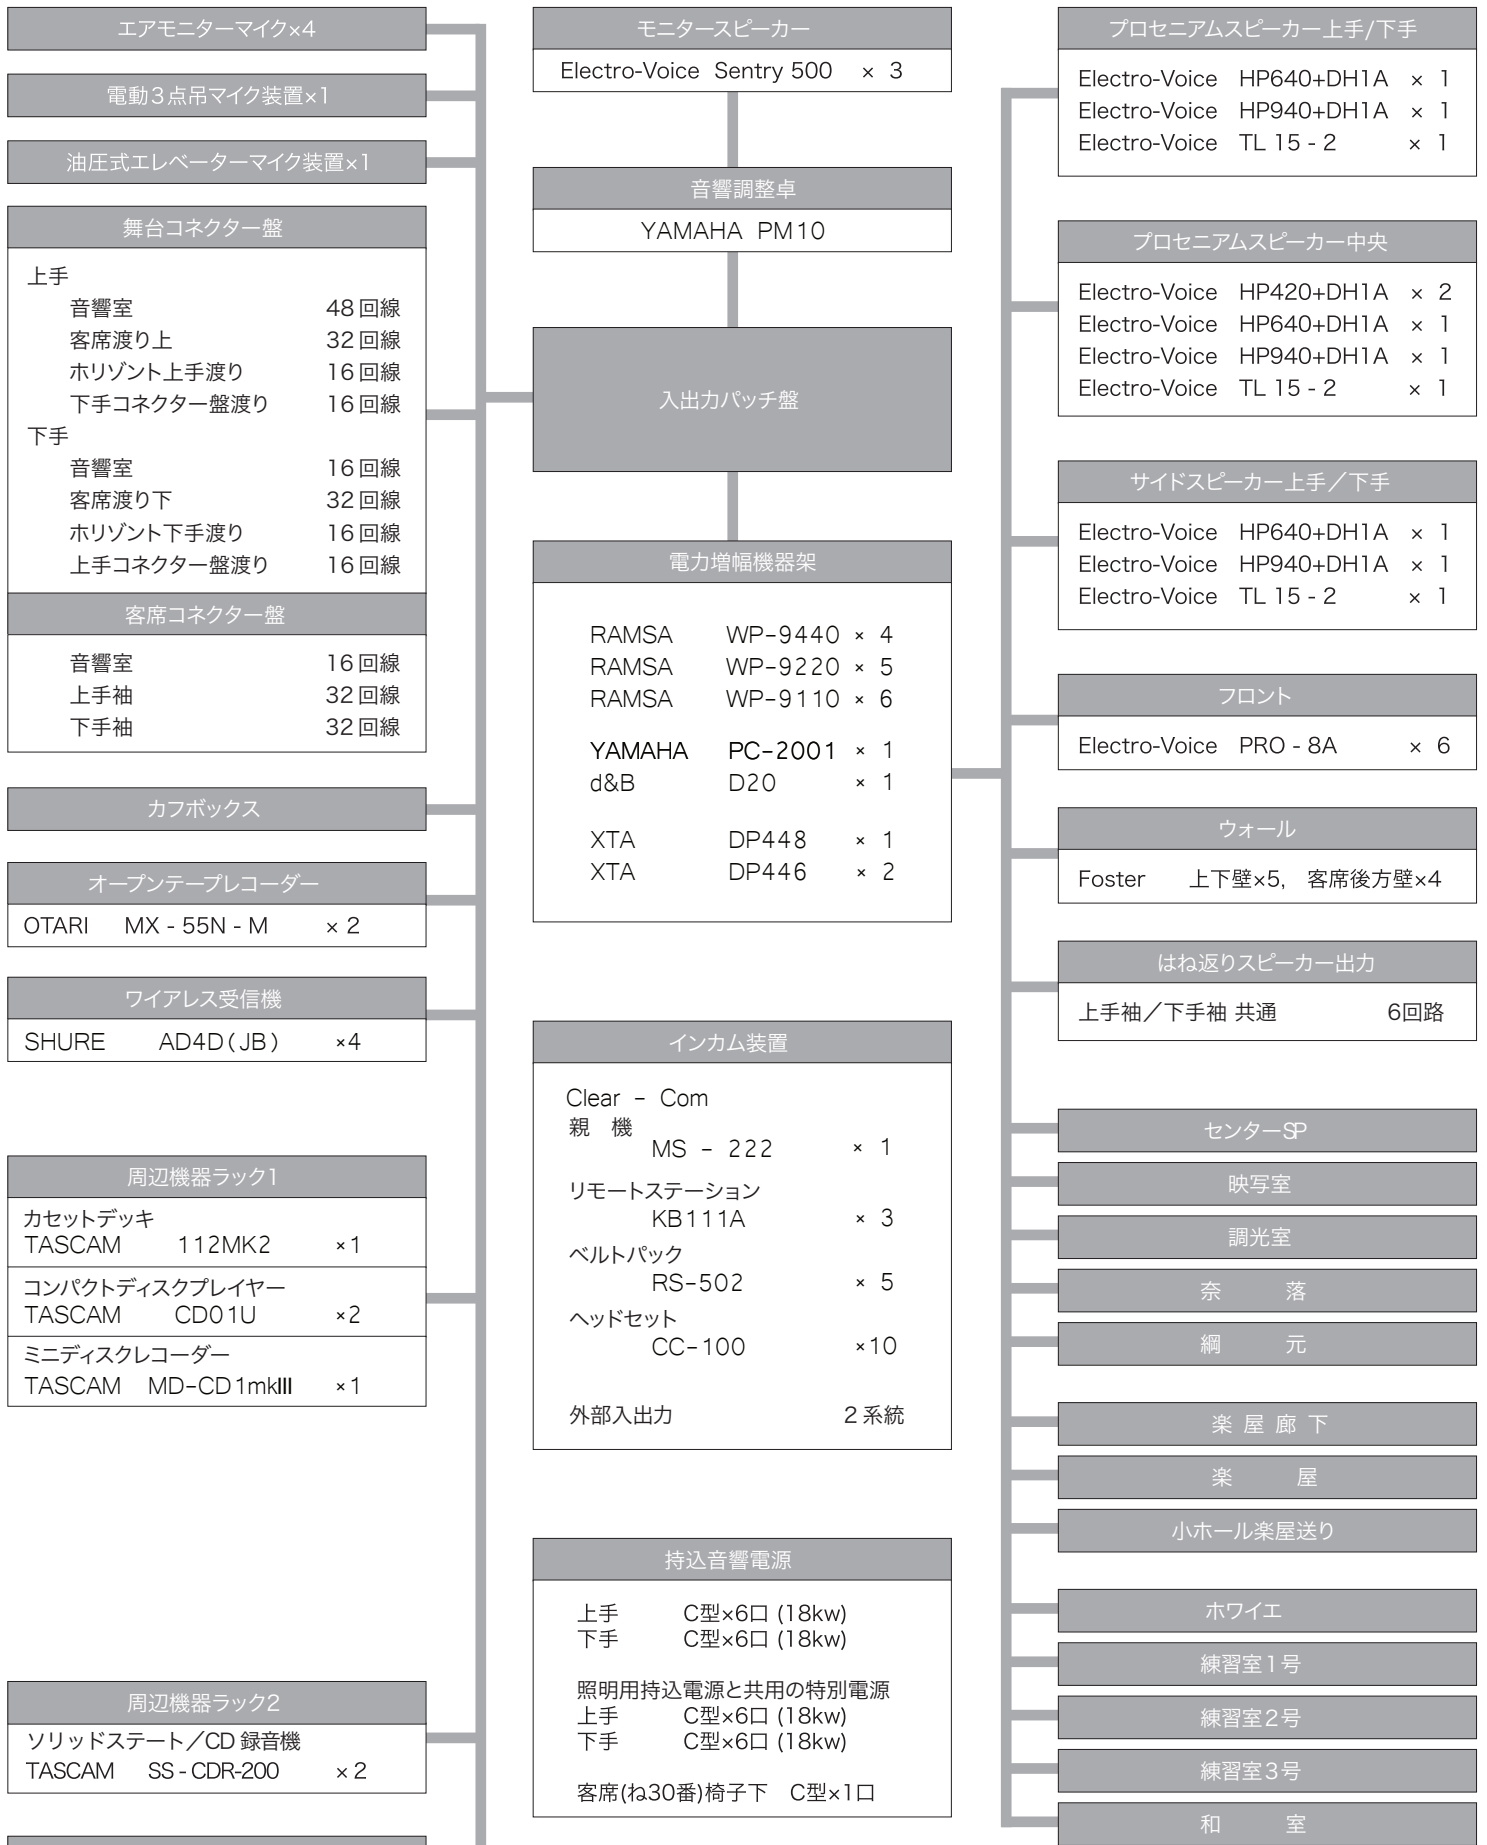 エアモニターマイク×4
電動3点吊マイク装置×1
油圧式エレベーターマイク装置×1
舞台コネクター盤
上手
音響室 48回線
客席渡り上 32回線
ホリゾント上手渡り 16回線
下手コネクター盤渡り 16回線
下手
音響室 16回線
客席渡り下 32回線
ホリゾント下手渡り 16回線
上手コネクター盤渡り 16回線
客席コネクター盤
音響室 16回線
上手袖 32回線
下手袖 32回線
カフボックス
オープンテープレコーダー
OTARI MX - 55N - M × 2
ワイアレス受信機
SHURE AD4D(JB) ×4
周辺機器ラック1
カセットデッキ
TASCAM 112MK2 ×1
コンパクトディスクプレイヤー
TASCAM CD01U ×2
ミニディスクレコーダー
TASCAM MD-CD1mkⅢ ×1
周辺機器ラック2
ソリッドステート／CD 録音機
TASCAM SS - CDR-200 × 2
モニタースピーカー
Electro-Voice Sentry 500 × 3
音響調整卓
YAMAHA PM10
入出力パッチ盤
電力増幅機器架
RAMSA WP-9440 × 4
RAMSA WP-9220 × 5
RAMSA WP-9110 × 6
YAMAHA PC-2001 × 1
d&B D20 × 1
XTA DP448 × 1
XTA DP446 × 2
インカム装置
Clear - Com
親 機
MS - 222 × 1
リモートステーション
KB111A × 3
ベルトパック
RS-502 × 5
ヘッドセット
CC-100 ×10
外部入出力 2系統
持込音響電源
上手 C型×6口 (18kw)
下手 C型×6口 (18kw)
照明用持込電源と共用の特別電源
上手 C型×6口 (18kw)
下手 C型×6口 (18kw)
客席(ね30番)椅子下 C型×1口
プロセニアムスピーカー上手/下手
Electro-Voice HP640+DH1A × 1
Electro-Voice HP940+DH1A × 1
Electro-Voice TL 15 - 2 × 1
プロセニアムスピーカー中央
Electro-Voice HP420+DH1A × 2
Electro-Voice HP640+DH1A × 1
Electro-Voice HP940+DH1A × 1
Electro-Voice TL 15 - 2 × 1
サイドスピーカー上手／下手
Electro-Voice HP640+DH1A × 1
Electro-Voice HP940+DH1A × 1
Electro-Voice TL 15 - 2 × 1
フロント
Electro-Voice PRO - 8A × 6
ウォール
Foster 上下壁×5, 客席後方壁×4
はね返りスピーカー出力
上手袖／下手袖 共通 6回路
センターSP
映写室
調光室
奈 落
綱 元
楽 屋 廊 下
楽 屋
小ホール楽屋送り
ホワイエ
練習室1号
練習室2号
練習室3号
和 室